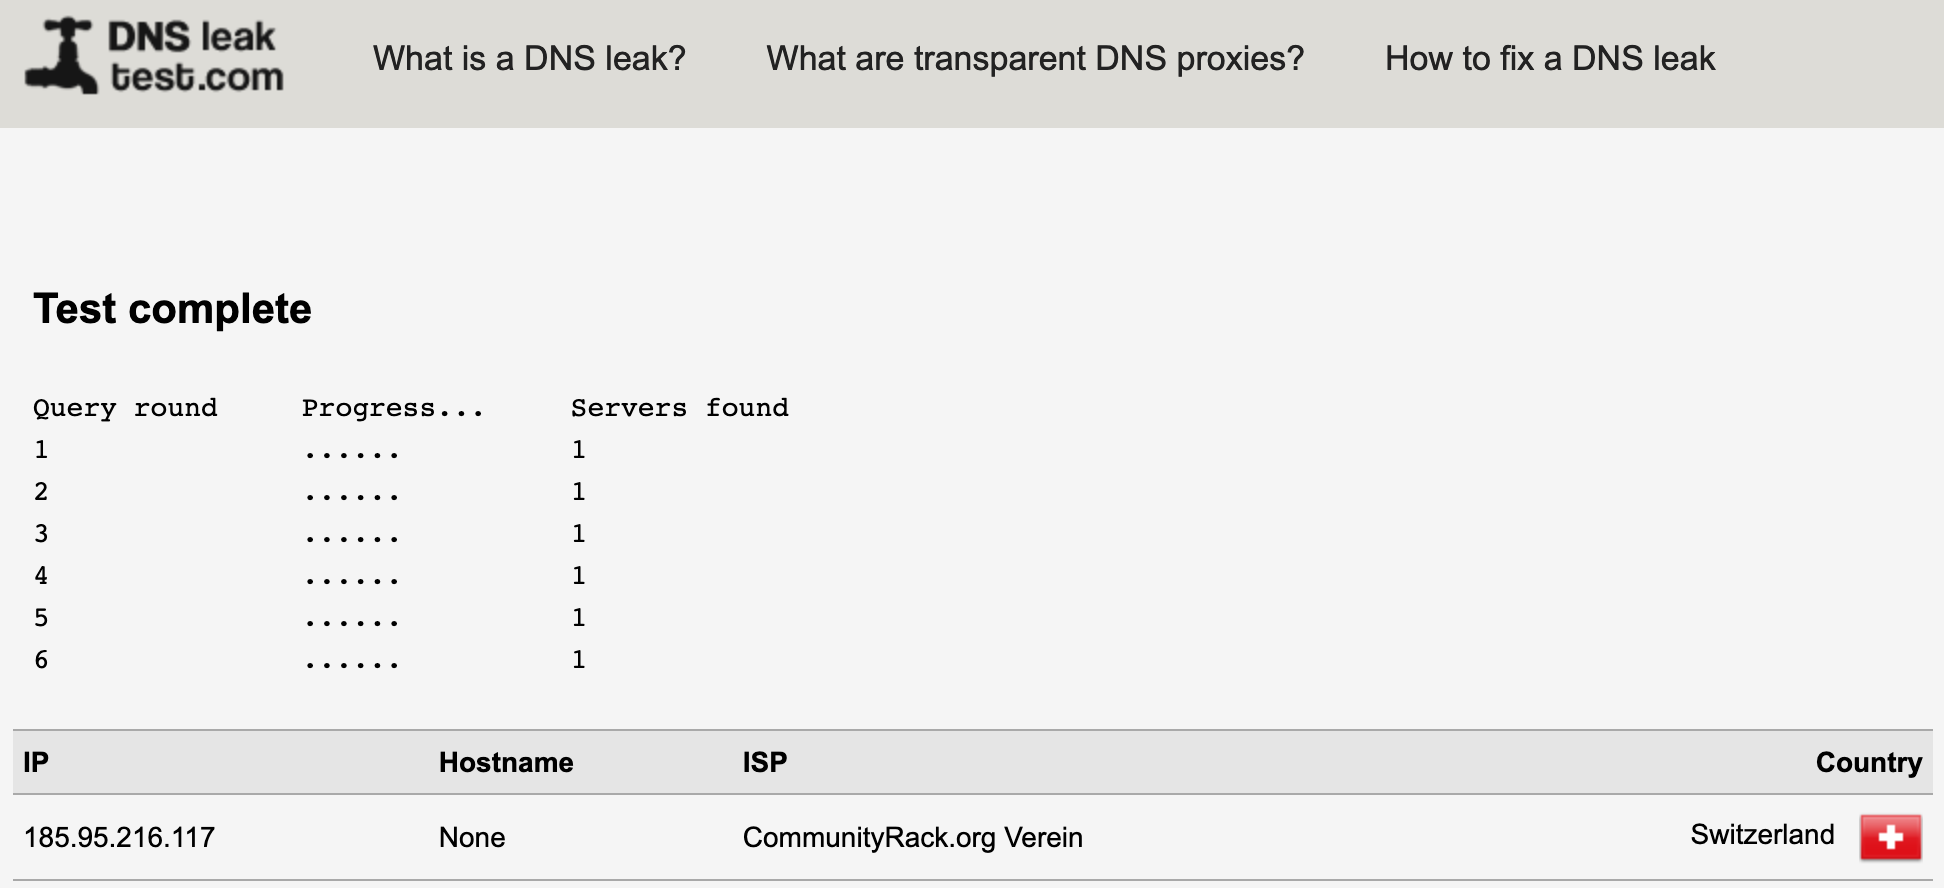 DNS leak
test.com
What is a DNS leak? What are transparent DNS proxies? How to fix a DNS leak
Test complete
Query round Progress... Servers found
1 ...... 1
2 ...... 1
3 ...... 1
4 ...... 1
5 ...... 1
6 ...... 1
IP Hostname ISP Country
185.95.216.117 None CommunityRack.org Verein Switzerland